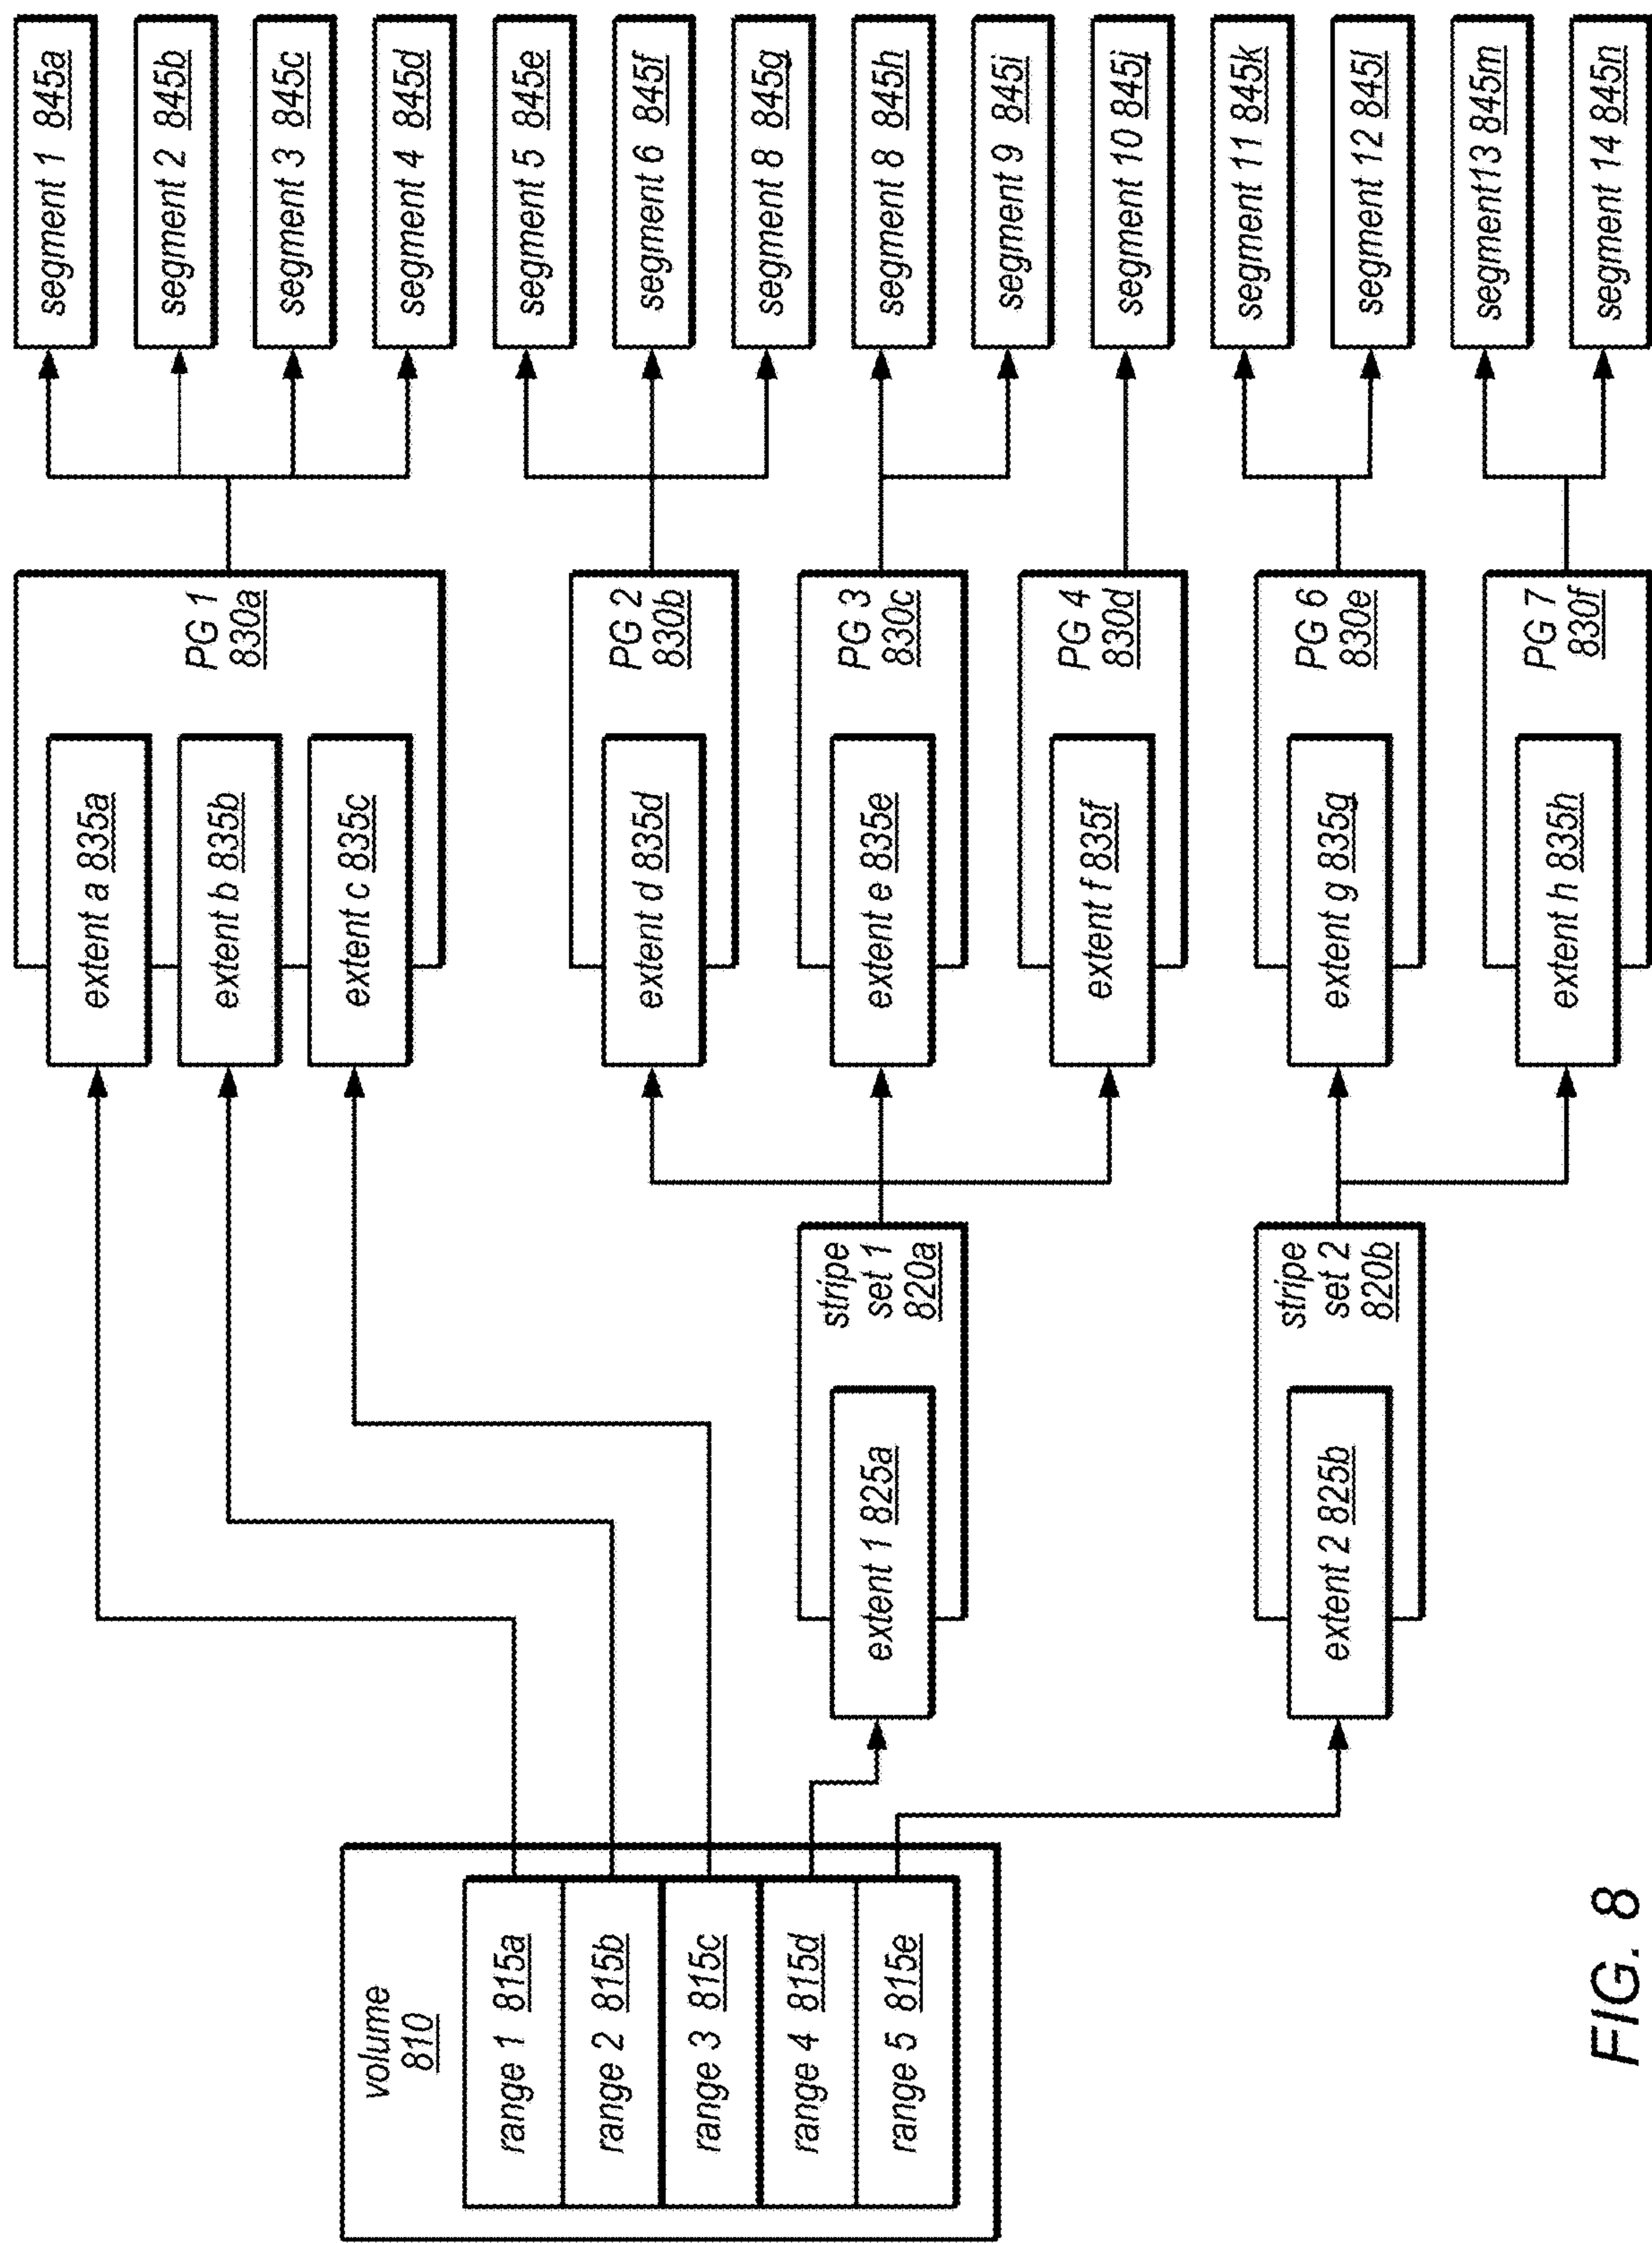 volume
810
range 1 815a
range 2 815b
range 3 815c
range 4 815d
range 5 815e
extent 1 825a
stripe
set 1
820a
extent 2 825b
stripe
set 2
820b
extent a 835a
extent b 835b
extent c 835c
PG 1
830a
extent d 835d
PG 2
830b
extent e 835e
PG 3
830c
extent f 835f
PG 4
830d
extent g 835g
PG 6
830e
extent h 835h
PG 7
830f
segment 1 845a
segment 2 845b
segment 3 845c
segment 4 845d
segment 5 845e
segment 6 845f
segment 8 845g
segment 8 845h
segment 9 845i
segment 10 845j
segment 11 845k
segment 12 845l
segment13 845m
segment 14 845n
FIG. 8